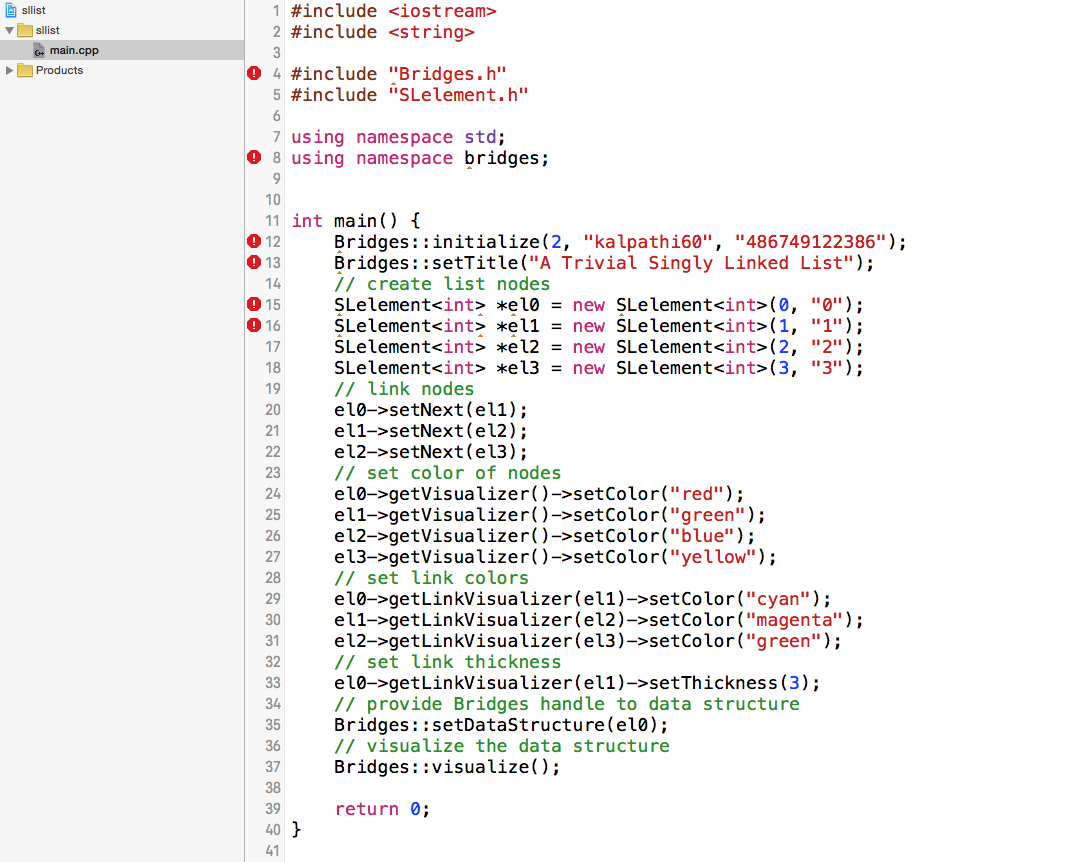 sllist
sllist
main.cpp
Products
1 #include <iostream>
2 #include <string>
3
4 #include "Bridges.h"
5 #include "SLelement.h"
6
7 using namespace std;
8 using namespace bridges;
9
10
11 int main() {
12     Bridges::initialize(2, "kalpathi60", "486749122386");
13     Bridges::setTitle("A Trivial Singly Linked List");
14     // create list nodes
15     SLelement<int> *el0 = new SLelement<int>(0, "0");
16     SLelement<int> *el1 = new SLelement<int>(1, "1");
17     SLelement<int> *el2 = new SLelement<int>(2, "2");
18     SLelement<int> *el3 = new SLelement<int>(3, "3");
19     // link nodes
20     el0->setNext(el1);
21     el1->setNext(el2);
22     el2->setNext(el3);
23     // set color of nodes
24     el0->getVisualizer()->setColor("red");
25     el1->getVisualizer()->setColor("green");
26     el2->getVisualizer()->setColor("blue");
27     el3->getVisualizer()->setColor("yellow");
28     // set link colors
29     el0->getLinkVisualizer(el1)->setColor("cyan");
30     el1->getLinkVisualizer(el2)->setColor("magenta");
31     el2->getLinkVisualizer(el3)->setColor("green");
32     // set link thickness
33     el0->getLinkVisualizer(el1)->setThickness(3);
34     // provide Bridges handle to data structure
35     Bridges::setDataStructure(el0);
36     // visualize the data structure
37     Bridges::visualize();
38
39     return 0;
40 }
41